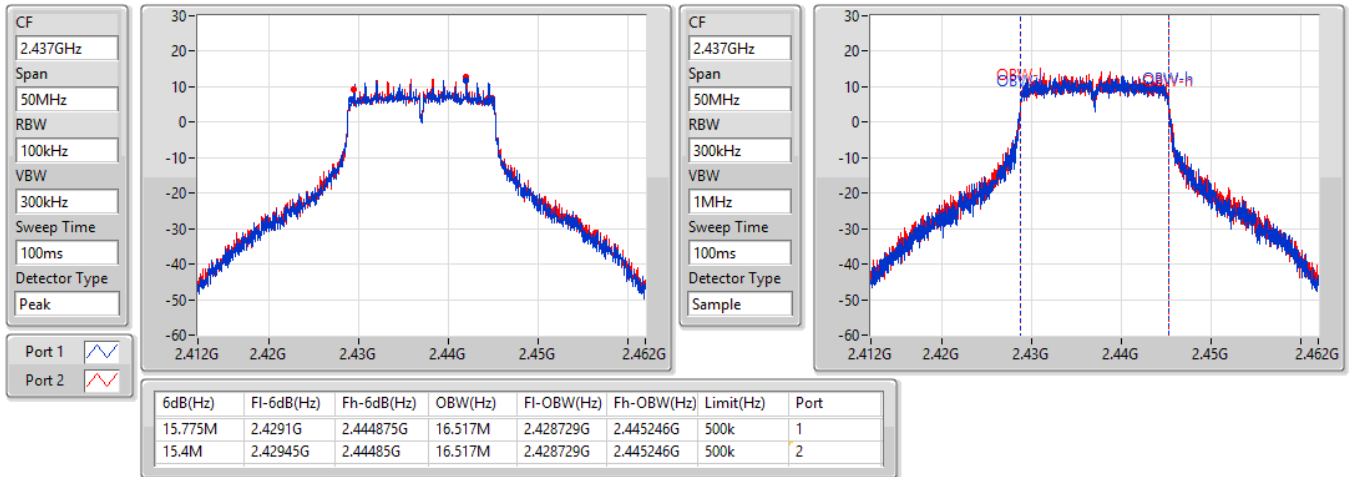 CF
2.437GHz
Span
50MHz
RBW
100kHz
VBW
300kHz
Sweep Time
100ms
Detector Type
Peak
Port 1
Port 2
30
20
10
0
-10
-20
-30
-40
-50
-60
2.412G 2.42G 2.43G 2.44G 2.45G 2.462G
CF
2.437GHz
Span
50MHz
RBW
300kHz
VBW
1MHz
Sweep Time
100ms
Detector Type
Sample
30
20
10
0
-10
-20
-30
-40
-50
-60
OBW-h
2.412G 2.42G 2.43G 2.44G 2.45G 2.462G
6dB(Hz) Fl-6dB(Hz) Fh-6dB(Hz) OBW(Hz) Fl-OBW(Hz) Fh-OBW(Hz) Limit(Hz) Port
15.775M 2.4291G 2.444875G 16.517M 2.428729G 2.445246G 500k 1
15.4M 2.42945G 2.44485G 16.517M 2.428729G 2.445246G 500k 2